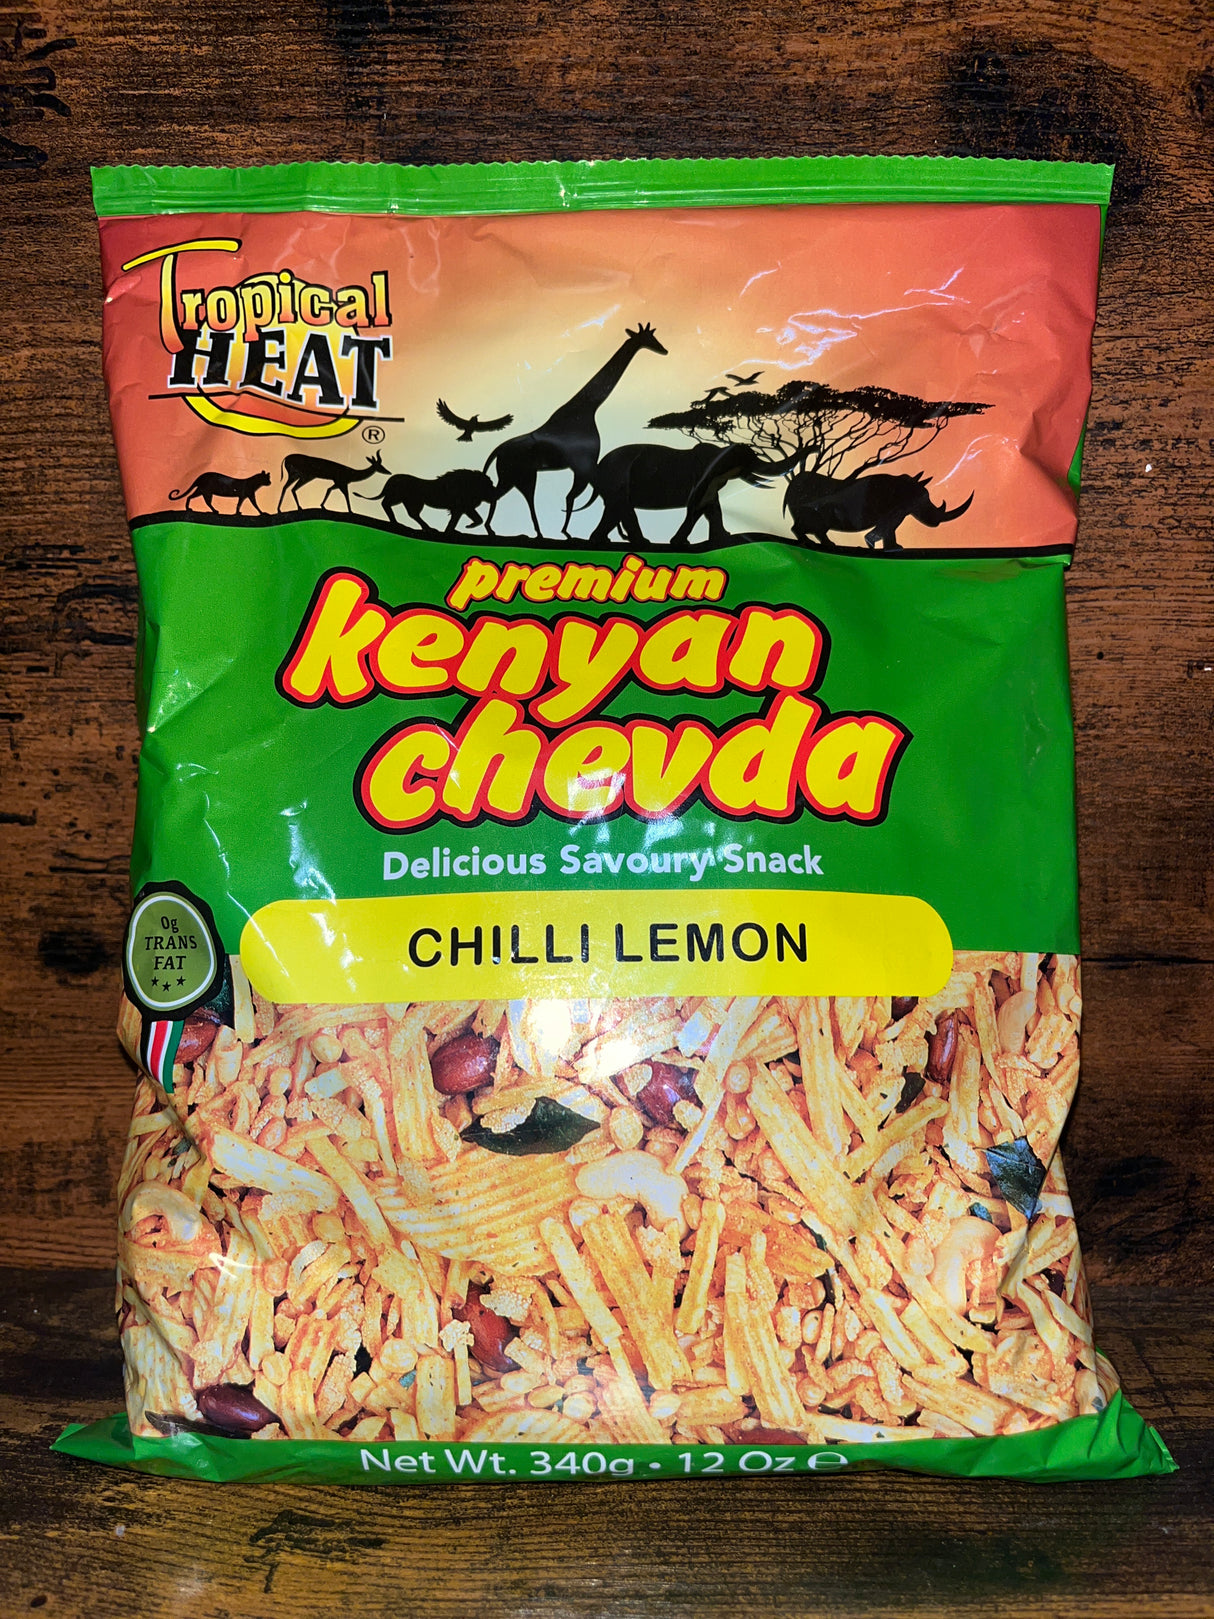 Tropical
HEAT
®
premium
kenyan
chevda
Delicious Savoury Snack
CHILLI LEMON
0g
TRANS
FAT
Net Wt. 340g • 12 Oz ℮